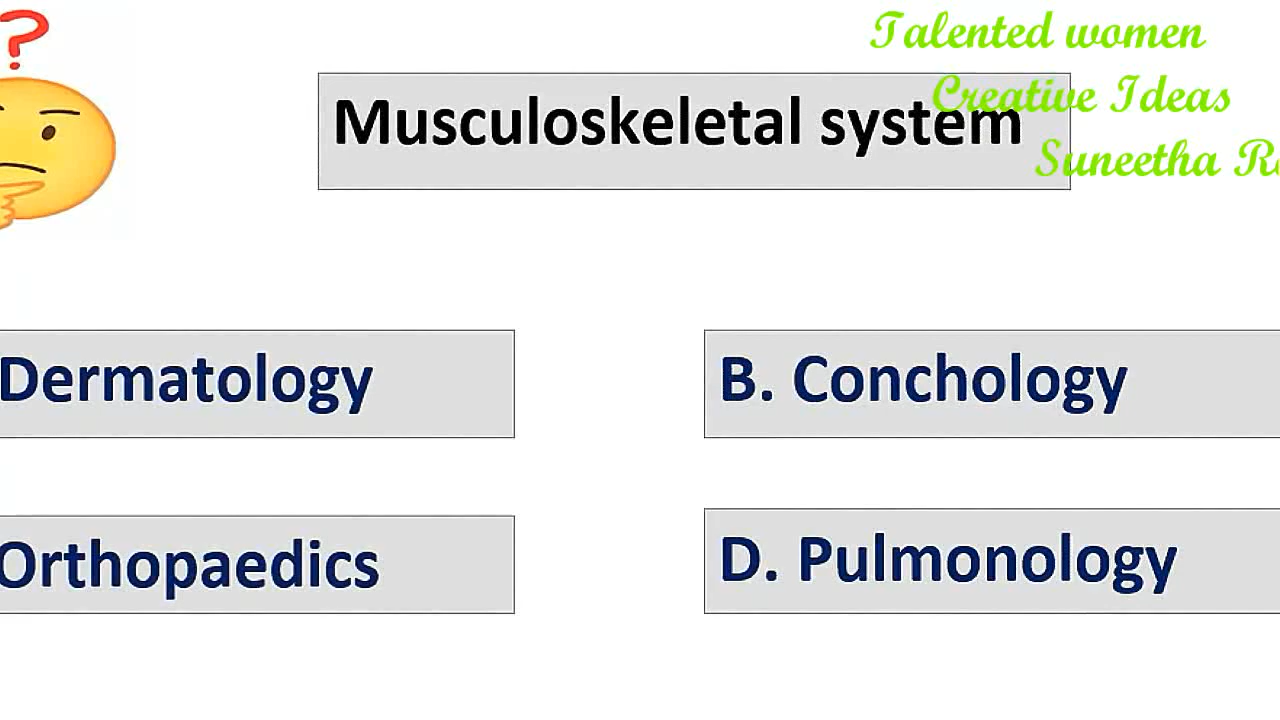 ?
Talented women
Creative Ideas
Musculoskeletal system
Suneetha
Dermatology
B. Conchology
Orthopaedics
D. Pulmonology